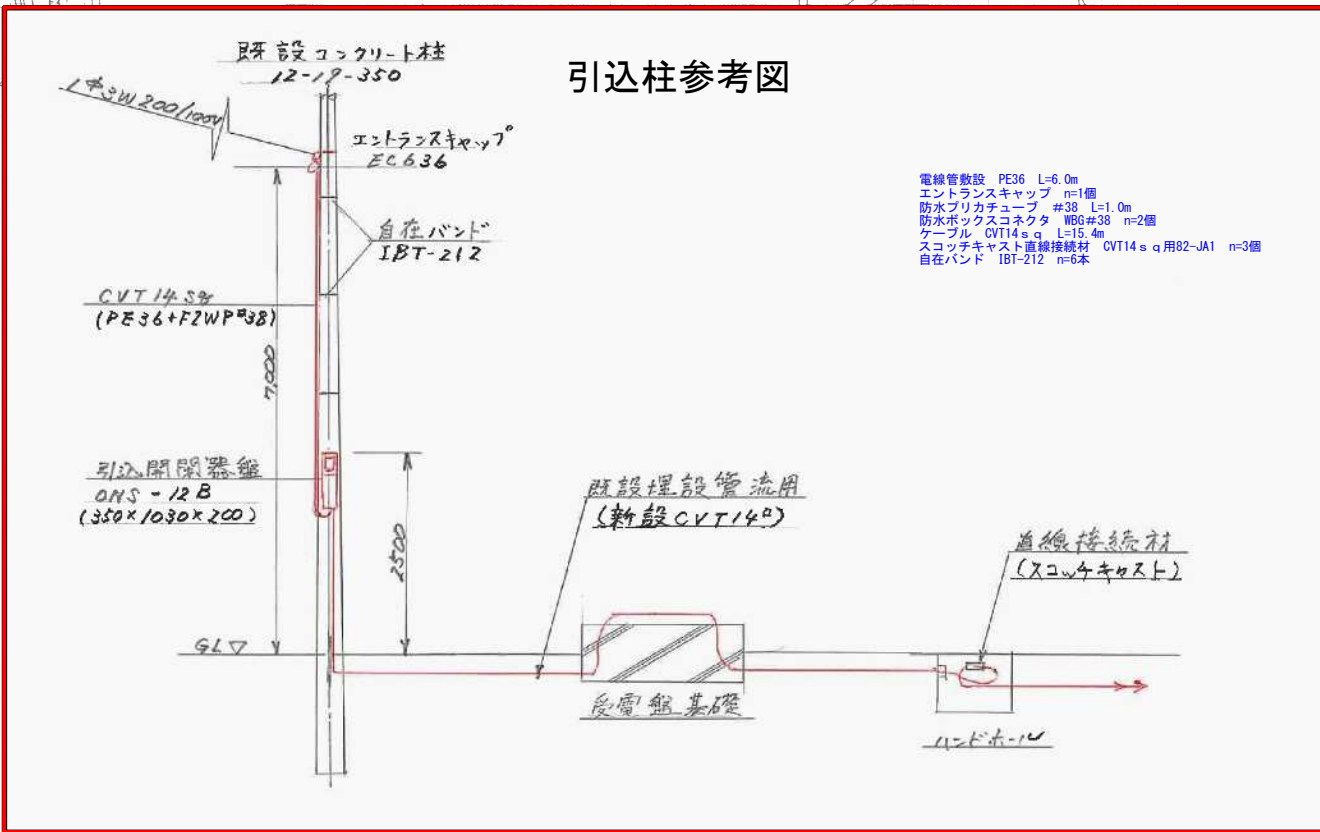 引込柱参考図
既設コンクリート柱
12-19-350
1φ3W200/100V
エントランスキャップ
EC636
自在バンド
IBT-212
CVT14sq
(PE36+FZWP#38)
7,000
引込開閉器盤
ONS-12B
(350×1030×200)
2500
GL▽
既設埋設管流用
(新設CVT14□)
受電盤基礎
直線接続材
(スコッチキャスト)
ハンドホール
電線管敷設 PE36 L=6.0m
エントランスキャップ n=1個
防水プリカチューブ #38 L=1.0m
防水ボックスコネクタ WBG#38 n=2個
ケーブル CVT14sq L=15.4m
スコッチキャスト直線接続材 CVT14sq用82-JA1 n=3個
自在バンド IBT-212 n=6本